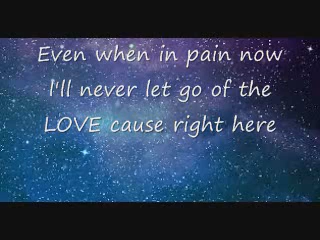 Even when in pain now
I'll never let go of the
LOVE cause right here